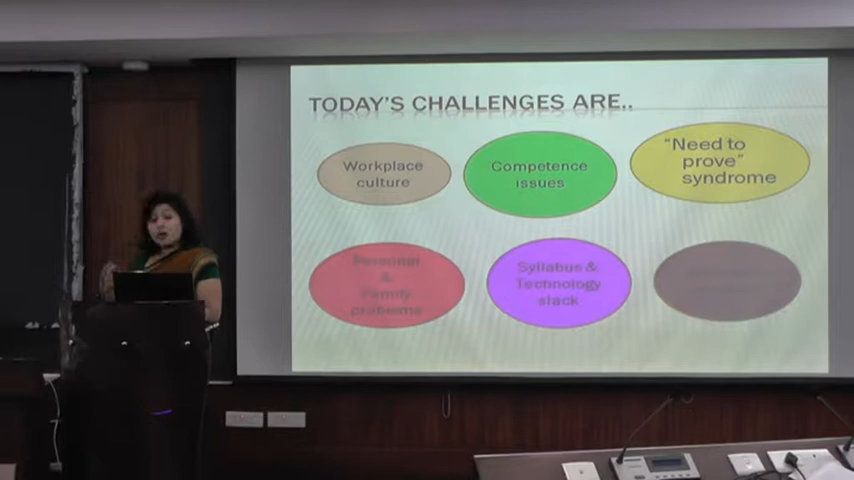 TODAY'S CHALLENGES ARE..
Workplace
culture
Competence
issues
"Need to
prove"
syndrome
Personal
&
Family
problems
Syllabus &
Technology
slack